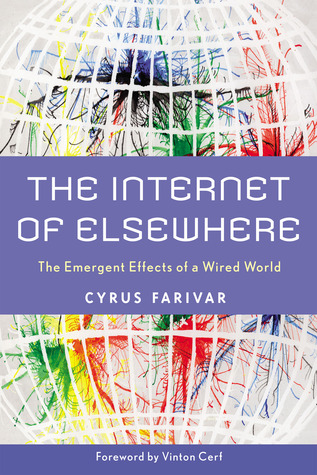 THE INTERNET
OF ELSEWHERE
The Emergent Effects of a Wired World
CYRUS FARIVAR
Foreword by Vinton Cerf